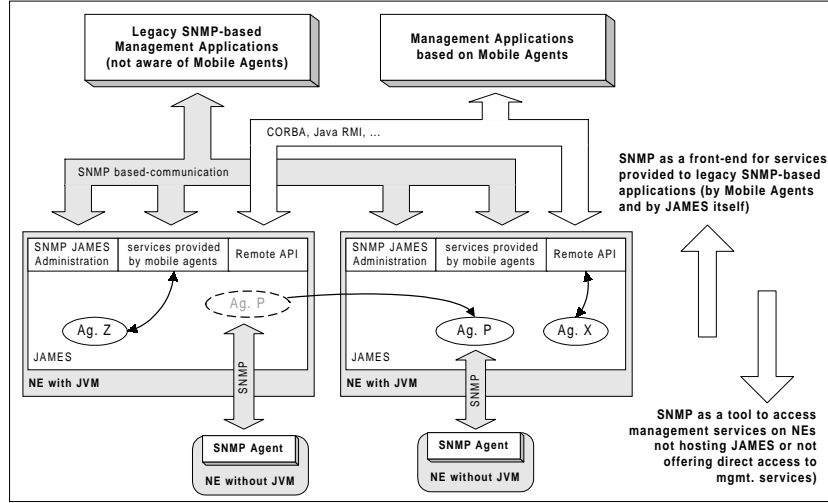 Legacy SNMP-based
Management Applications
(not aware of Mobile Agents)
Management Applications
based on Mobile Agents
CORBA, Java RMI, ...
SNMP based-communication
SNMP as a front-end for services
provided to legacy SNMP-based
applications (by Mobile Agents
and by JAMES itself)
SNMP JAMES
Administration
services provided
by mobile agents
Remote API
Ag. P
Ag. Z
JAMES
NE with JVM
SNMP JAMES
Administration
services provided
by mobile agents
Remote API
Ag. P
Ag. X
JAMES
NE with JVM
SNMP
SNMP
SNMP Agent
NE without JVM
SNMP Agent
NE without JVM
SNMP as a tool to access
management services on NEs
not hosting JAMES or not
offering direct access to
mgmt. services)